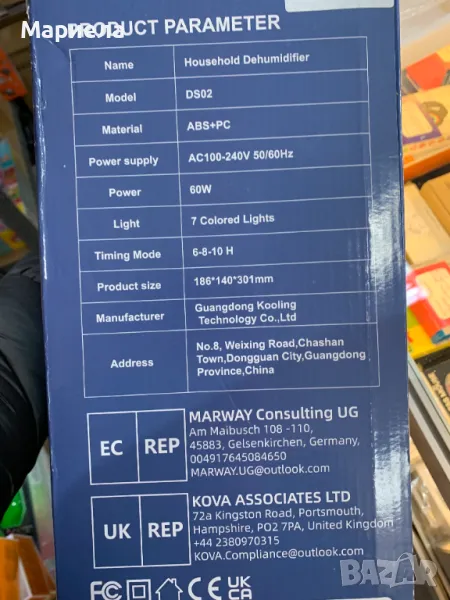 Мариела
PRODUCT PARAMETER
Name Household Dehumidifier
Model DS02
Material ABS+PC
Power supply AC100-240V 50/60Hz
Power 60W
Light 7 Colored Lights
Timing Mode 6-8-10 H
Product size 186*140*301mm
Manufacturer Guangdong Kooling
Technology Co.,Ltd
Address No.8, Weixing Road,Chashan
Town,Dongguan City,Guangdong
Province,China
EC REP
MARWAY Consulting UG
Am Maibusch 108 -110,
45883, Gelsenkirchen, Germany,
004917645084650
MARWAY.UG@outlook.com
UK REP
KOVA ASSOCIATES LTD
72a Kingston Road, Portsmouth,
Hampshire, PO2 7PA, United Kingdom
+44 2380970315
KOVA.Compliance@outlook.com
FC CE UK
CA
bazar.bg